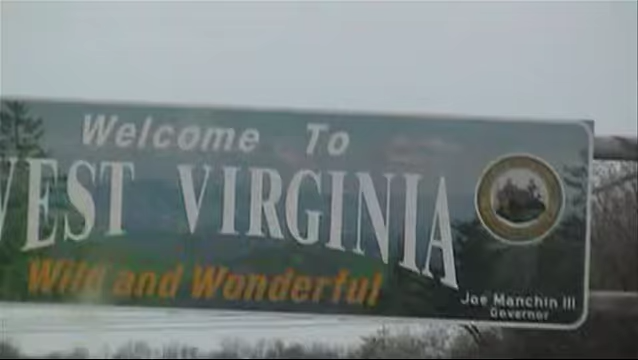 Welcome To
WEST VIRGINIA
Wild and Wonderful
Joe Manchin III
Governor